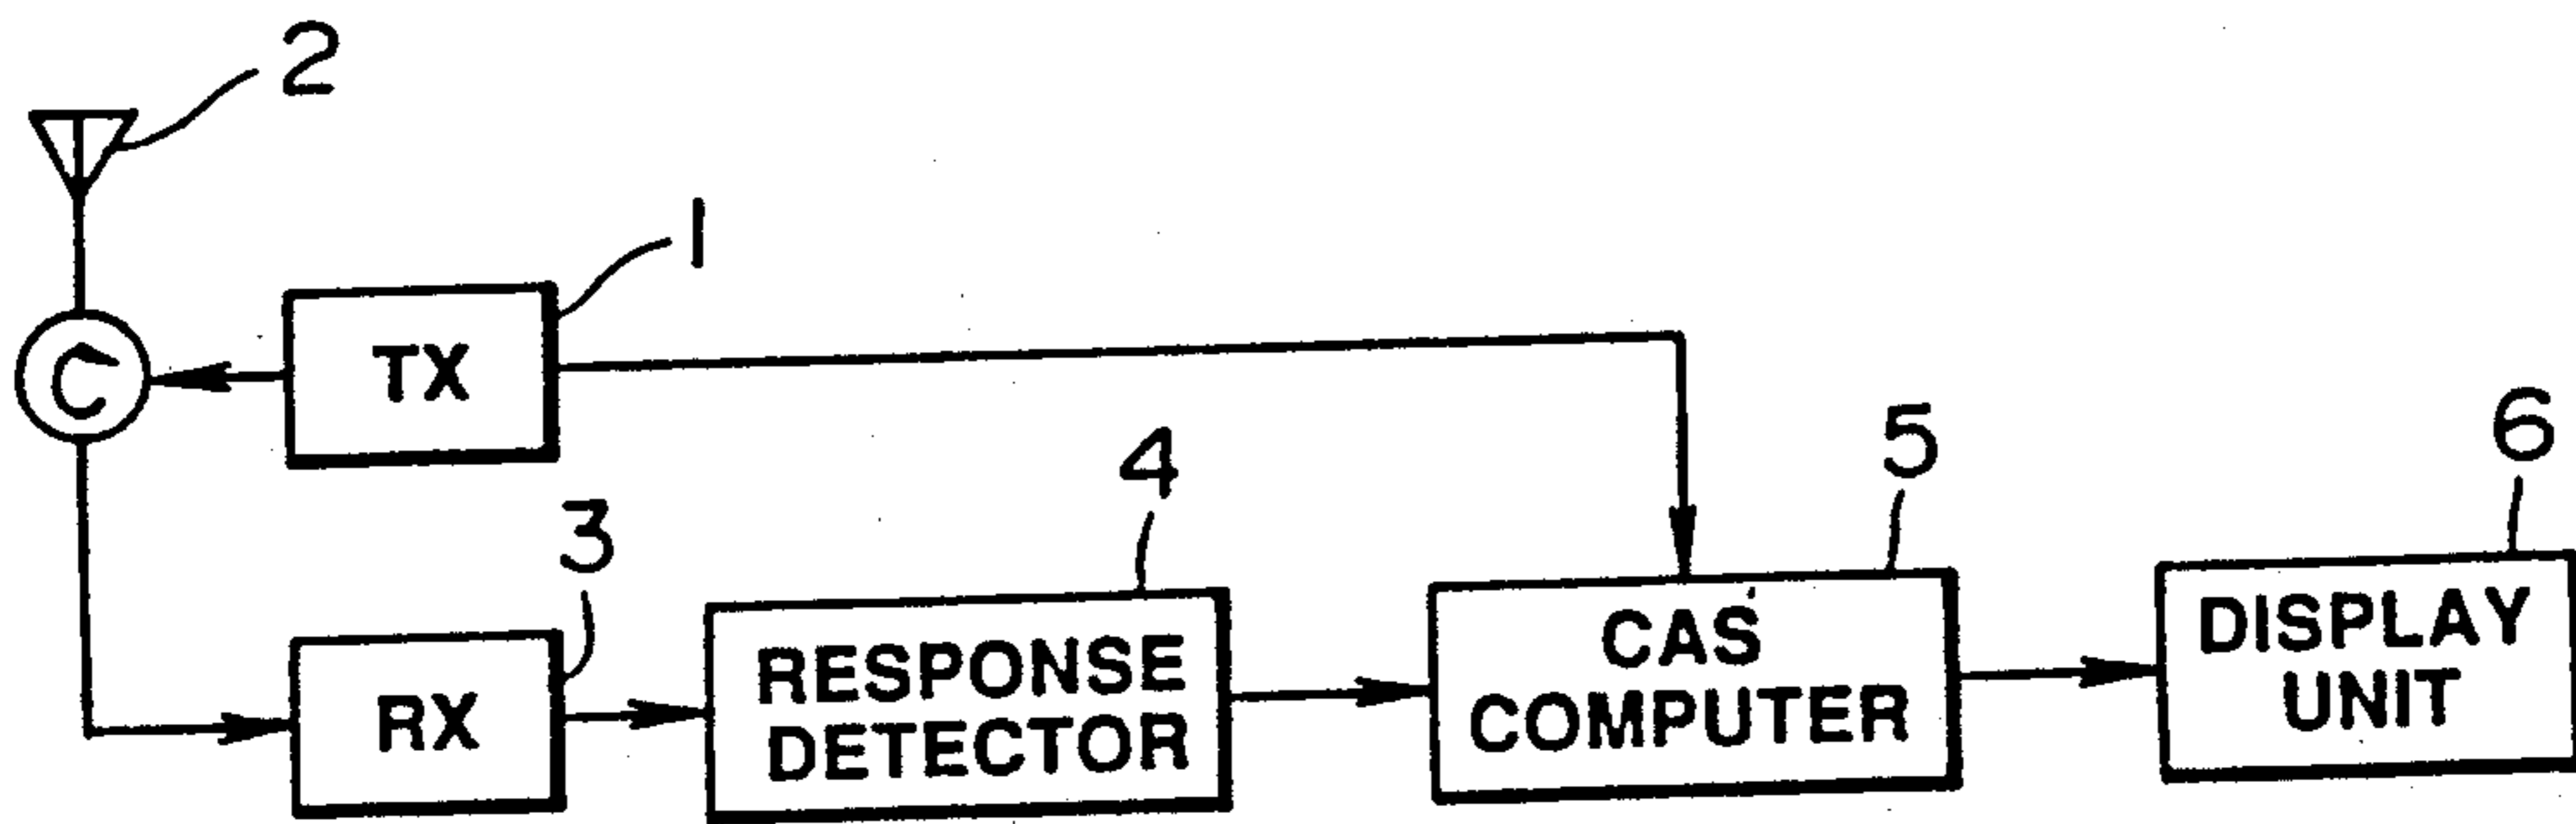 2
1
TX
3
4
5
6
RX
RESPONSE
DETECTOR
CAS
COMPUTER
DISPLAY
UNIT